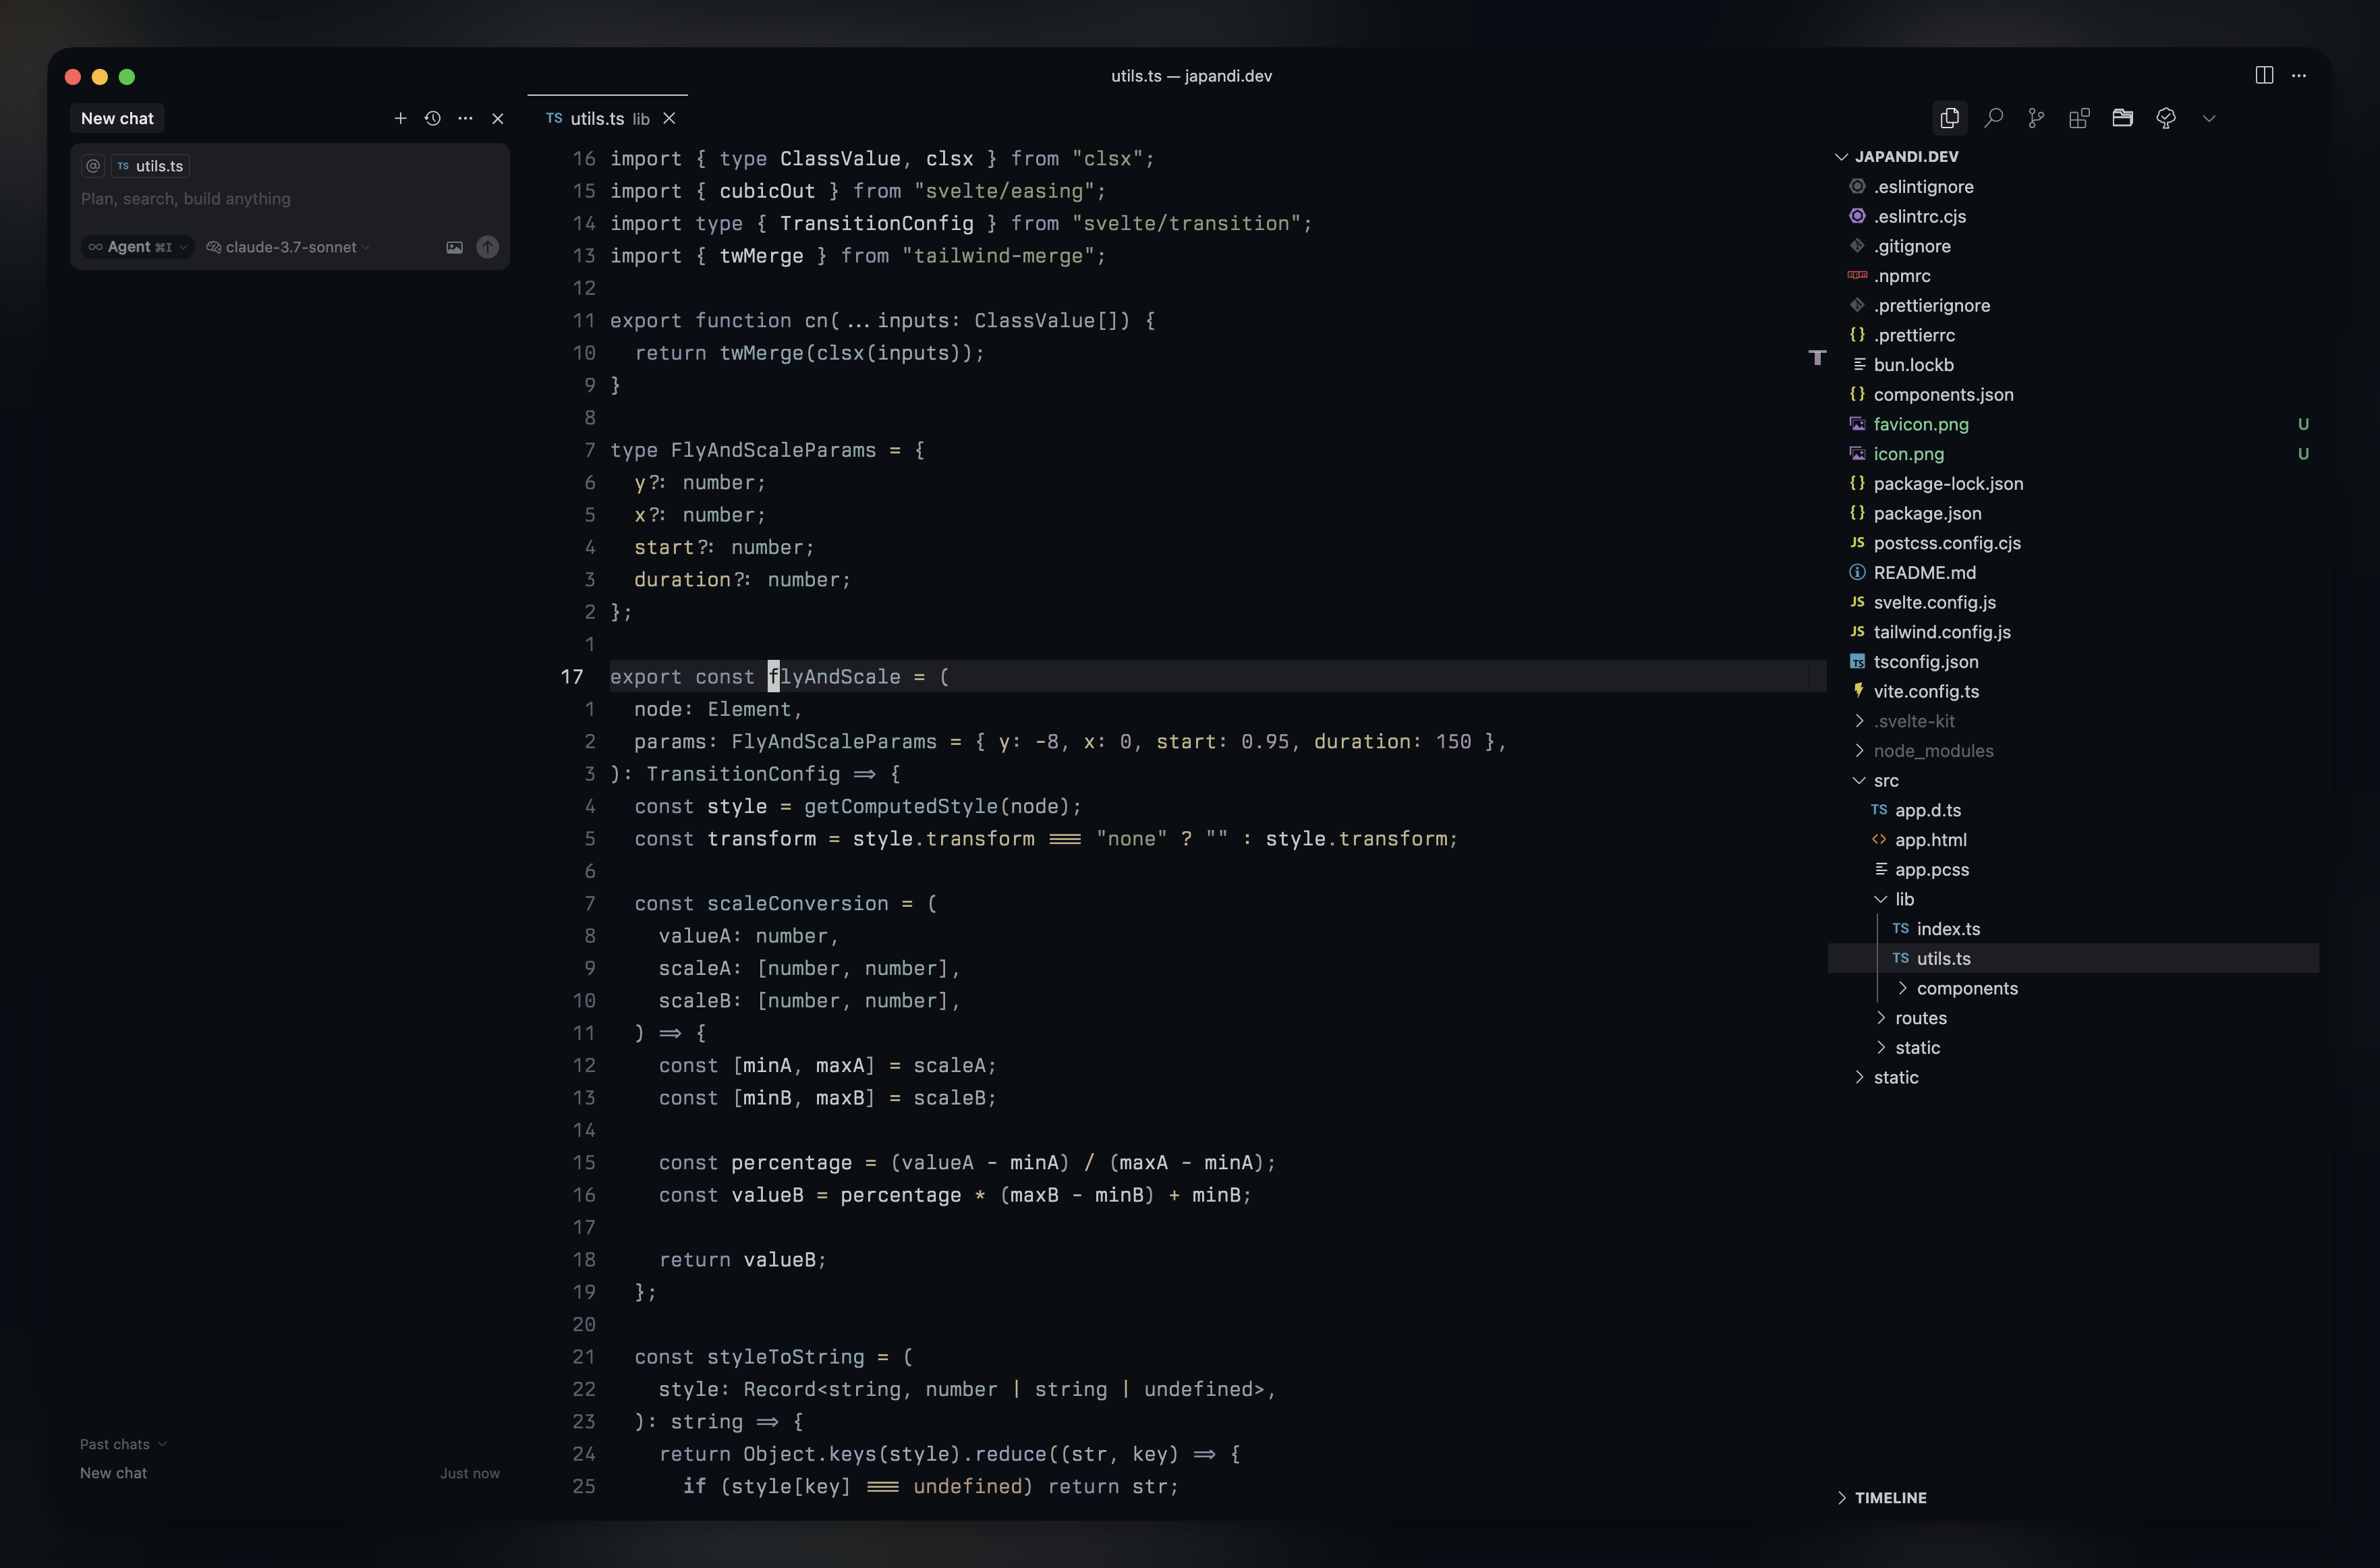 utils.ts — japandi.dev
New chat
@ TS utils.ts
Plan, search, build anything
∞ Agent ⌘I claude-3.7-sonnet
Past chats
New chat Just now
TS utils.ts lib
16 import { type ClassValue, clsx } from "clsx";
15 import { cubicOut } from "svelte/easing";
14 import type { TransitionConfig } from "svelte/transition";
13 import { twMerge } from "tailwind-merge";
12
11 export function cn(...inputs: ClassValue[]) {
10   return twMerge(clsx(inputs));
9 }
8
7 type FlyAndScaleParams = {
6   y?: number;
5   x?: number;
4   start?: number;
3   duration?: number;
2 };
1
17 export const flyAndScale = (
1   node: Element,
2   params: FlyAndScaleParams = { y: -8, x: 0, start: 0.95, duration: 150 },
3 ): TransitionConfig => {
4   const style = getComputedStyle(node);
5   const transform = style.transform === "none" ? "" : style.transform;
6
7   const scaleConversion = (
8     valueA: number,
9     scaleA: [number, number],
10     scaleB: [number, number],
11   ) => {
12     const [minA, maxA] = scaleA;
13     const [minB, maxB] = scaleB;
14
15     const percentage = (valueA - minA) / (maxA - minA);
16     const valueB = percentage * (maxB - minB) + minB;
17
18     return valueB;
19   };
20
21   const styleToString = (
22     style: Record<string, number | string | undefined>,
23   ): string => {
24     return Object.keys(style).reduce((str, key) => {
25       if (style[key] === undefined) return str;
T
JAPANDI.DEV
.eslintignore
.eslintrc.cjs
.gitignore
npm .npmrc
.prettierignore
{} .prettierrc
bun.lockb
{} components.json
favicon.png U
icon.png U
{} package-lock.json
{} package.json
JS postcss.config.cjs
README.md
JS svelte.config.js
JS tailwind.config.js
TS tsconfig.json
vite.config.ts
.svelte-kit
node_modules
src
TS app.d.ts
<> app.html
app.pcss
lib
TS index.ts
TS utils.ts
components
routes
static
static
TIMELINE